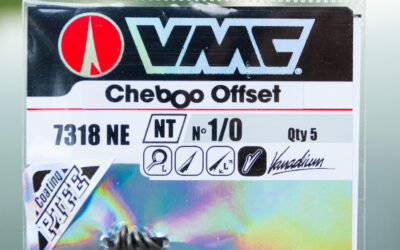 VMC
Cheboo Offset
7318 NE NT N° 1/0 Qty 5
L L Vanadium
Coating